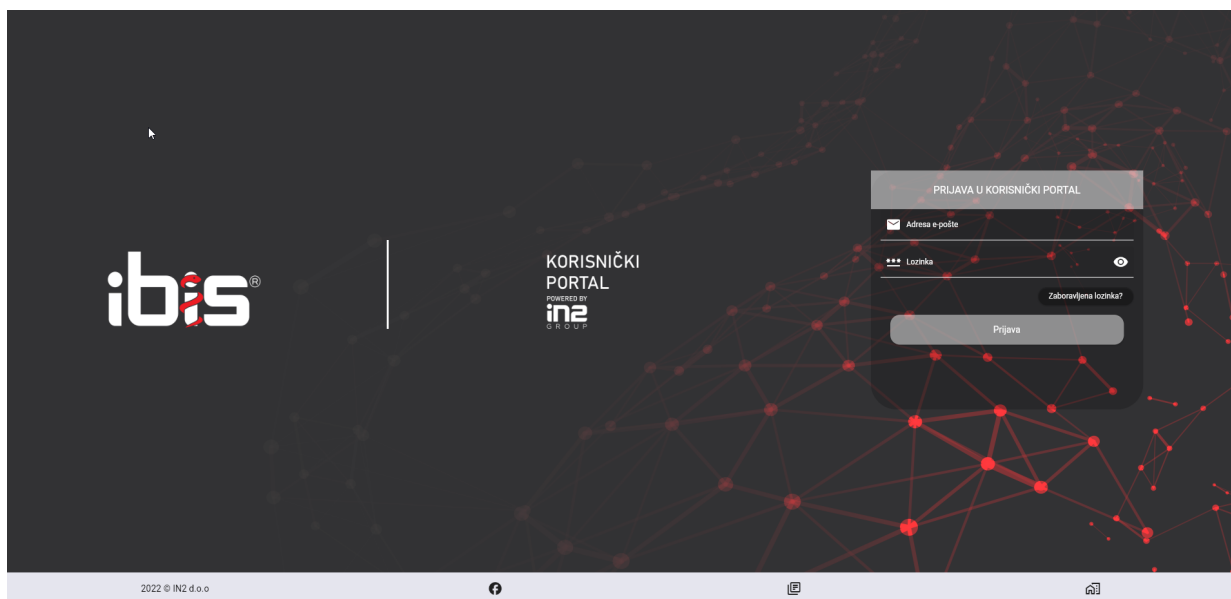 ibis®
KORISNIČKI
PORTAL
POWERED BY
in2
GROUP
PRIJAVA U KORISNIČKI PORTAL
Adresa e-pošte
Lozinka
Zaboravljena lozinka?
Prijava
2022 © IN2 d.o.o